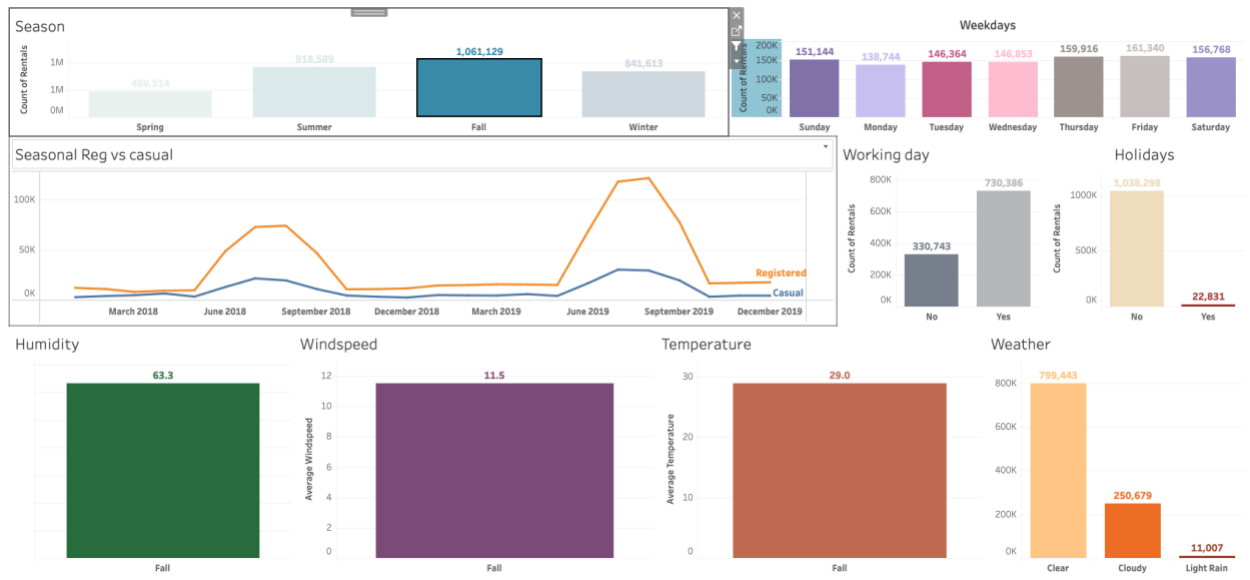 Season
Count of Rentals
1M
1M
0M
469,514
918,589
1,061,129
841,613
Spring
Summer
Fall
Winter
Weekdays
Count of Rentals
200K
150K
100K
50K
0K
151,144
138,744
146,364
146,853
159,916
161,340
156,768
Sunday
Monday
Tuesday
Wednesday
Thursday
Friday
Saturday
Seasonal Reg vs casual
100K
50K
0K
Registered
Casual
March 2018
June 2018
September 2018
December 2018
March 2019
June 2019
September 2019
December 2019
Working day
Count of Rentals
800K
600K
400K
200K
0K
330,743
730,386
No
Yes
Holidays
Count of Rentals
1000K
500K
0K
1,038,298
22,831
No
Yes
Humidity
63.3
Fall
Windspeed
Average Windspeed
12
10
8
6
4
2
0
11.5
Fall
Temperature
Average Temperature
30
20
10
0
29.0
Fall
Weather
800K
600K
400K
200K
0K
799,443
250,679
11,007
Clear
Cloudy
Light Rain